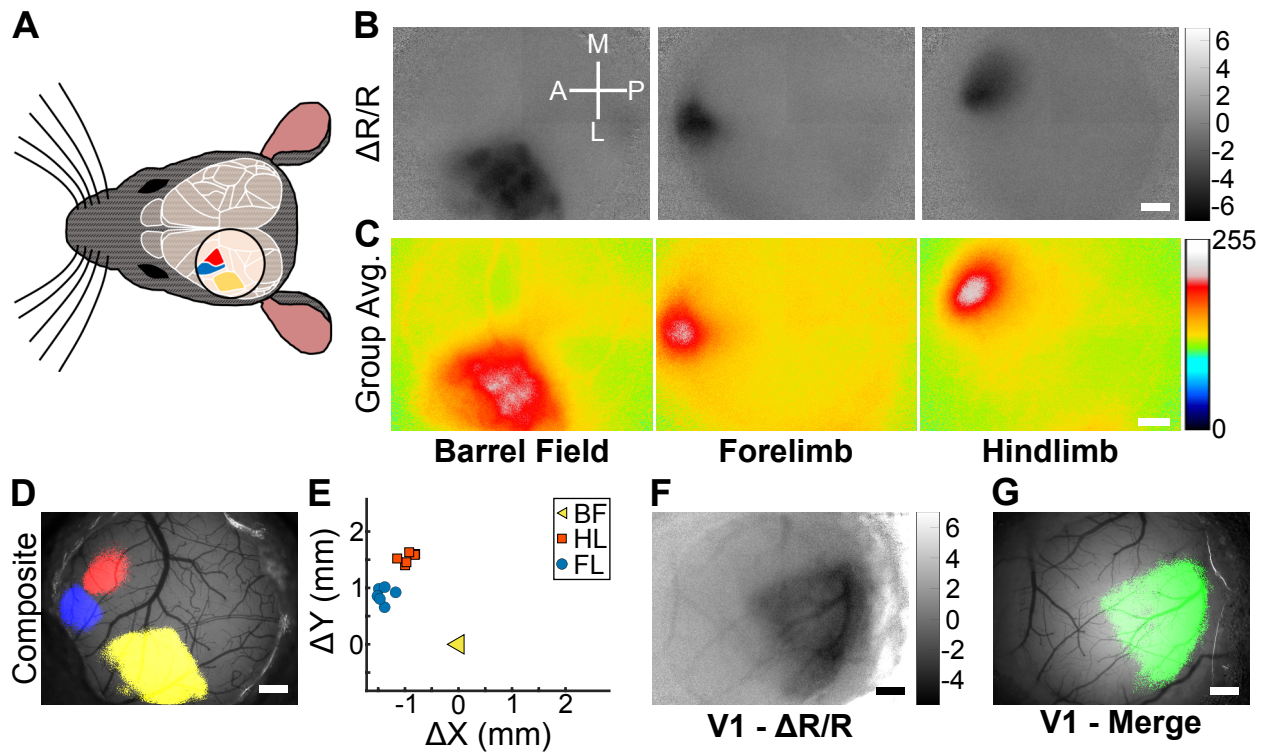 A
B
M
A
P
L
ΔR/R
6
4
2
0
-2
-4
-6
C
Group Avg.
255
0
Barrel Field
Forelimb
Hindlimb
D
Composite
E
ΔY (mm)
2
1
0
-1
0
1
2
ΔX (mm)
BF
HL
FL
F
6
4
2
0
-2
-4
V1 - ΔR/R
G
V1 - Merge